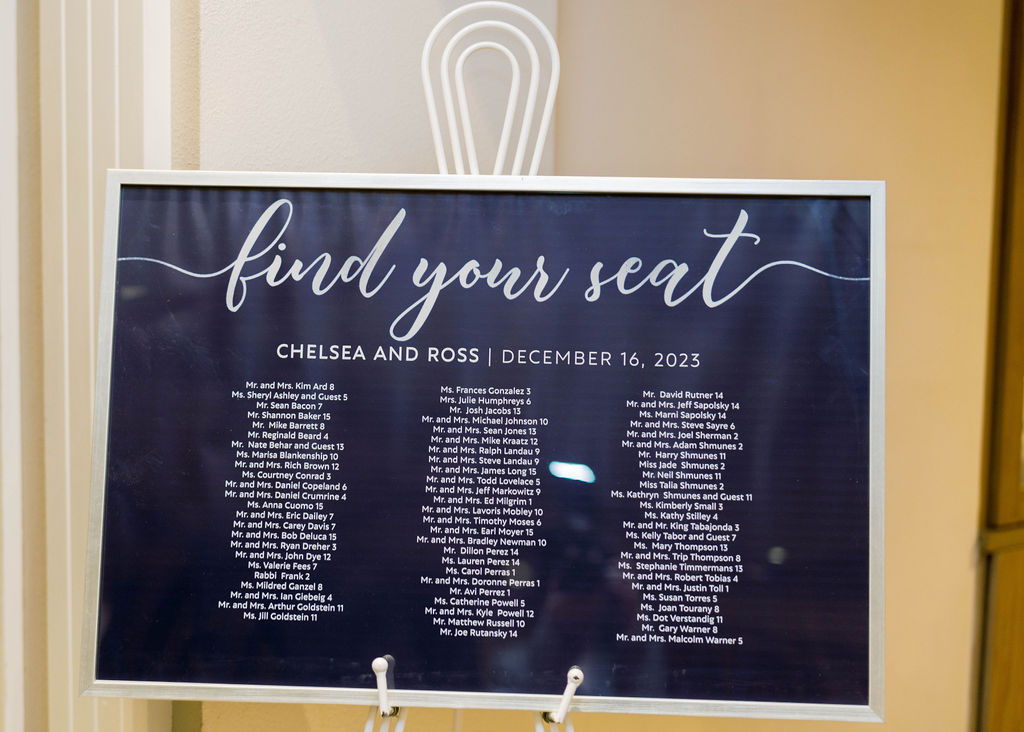 find your seat
CHELSEA AND ROSS | DECEMBER 16, 2023
Mr. and Mrs. Kim Ard 8
Ms. Sheryl Ashley and Guest 5
Mr. Sean Bacon 7
Mr. Shannon Baker 15
Mr. Mike Barrett 8
Mr. Reginald Beard 4
Mr. Nate Behar and Guest 13
Ms. Marisa Blankenship 10
Mr. and Mrs. Rich Brown 12
Ms. Courtney Conrad 3
Mr. and Mrs. Daniel Copeland 6
Mr. and Mrs. Daniel Crumrine 4
Ms. Anna Cuomo 15
Mr. and Mrs. Eric Dailey 7
Mr. and Mrs. Carey Davis 7
Mr. and Mrs. Bob Deluca 15
Mr. and Mrs. Ryan Dreher 3
Mr. and Mrs. John Dye 12
Ms. Valerie Fees 7
Rabbi Frank 2
Ms. Mildred Ganzel 8
Mr. and Mrs. Ian Giebeig 4
Mr. and Mrs. Arthur Goldstein 11
Ms. Jill Goldstein 11
Ms. Frances Gonzalez 3
Mrs. Julie Humphreys 6
Mr. Josh Jacobs 13
Mr. and Mrs. Michael Johnson 10
Mr. and Mrs. Sean Jones 13
Mr. and Mrs. Mike Kraatz 12
Mr. and Mrs. Ralph Landau 9
Mr. and Mrs. Steve Landau 9
Mr. and Mrs. James Long 15
Mr. and Mrs. Todd Lovelace 5
Mr. and Mrs. Jeff Markowitz 9
Mr. and Mrs. Ed Milgrim 1
Mr. and Mrs. Lavoris Mobley 10
Mr. and Mrs. Timothy Moses 6
Mr. and Mrs. Earl Moyer 15
Mr. and Mrs. Bradley Newman 10
Mr. Dillon Perez 14
Ms. Lauren Perez 14
Ms. Carol Perras 1
Mr. and Mrs. Doronne Perras 1
Mr. Avi Perrez 1
Ms. Catherine Powell 5
Mr. and Mrs. Kyle Powell 12
Mr. Matthew Russell 10
Mr. Joe Rutansky 14
Mr. David Rutner 14
Mr. and Mrs. Jeff Sapolsky 14
Ms. Marni Sapolsky 14
Mr. and Mrs. Steve Sayre 6
Mr. and Mrs. Joel Sherman 2
Mr. and Mrs. Adam Shmunes 2
Mr. Harry Shmunes 11
Miss Jade Shmunes 2
Mr. Neil Shmunes 11
Miss Talia Shmunes 2
Ms. Kathryn Shmunes and Guest 11
Ms. Kimberly Small 3
Ms. Kathy Stilley 4
Mr. and Mr. King Tabajonda 3
Ms. Kelly Tabor and Guest 7
Ms. Mary Thompson 13
Mr. and Mrs. Trip Thompson 8
Ms. Stephanie Timmermans 13
Mr. and Mrs. Robert Tobias 4
Mr. and Mrs. Justin Toll 1
Ms. Susan Torres 5
Ms. Joan Tourany 8
Ms. Dot Verstandig 11
Mr. Gary Warner 8
Mr. and Mrs. Malcolm Warner 5